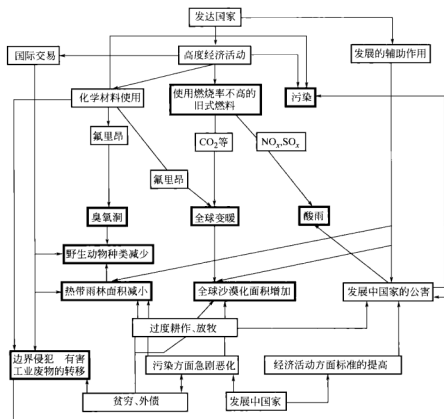 发达国家
国际交易
高度经济活动
发展的辅助作用
化学材料使用
使用燃烧率不高的
旧式燃料
污染
氟里昂
CO₂等
NOₓ,SOₓ
氟里昂
臭氧洞
全球变暖
酸雨
野生动物种类减少
热带雨林面积减小
全球沙漠化面积增加
发展中国家的公害
过度耕作、放牧
边界侵犯 有害
工业废物的转移
污染方面急剧恶化
经济活动方面标准的提高
贫穷、外债
发展中国家